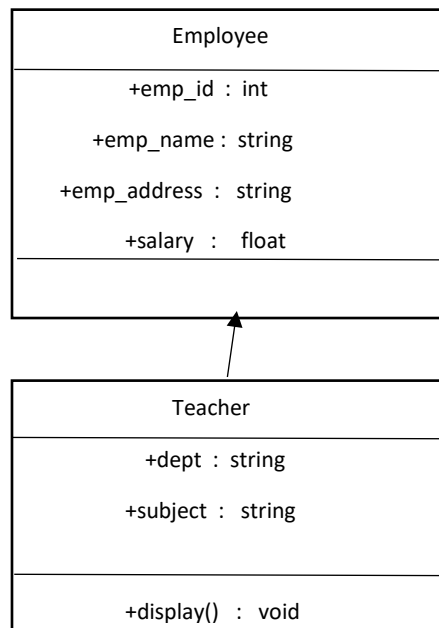 Employee
+emp_id : int
+emp_name : string
+emp_address : string
+salary : float
Teacher
+dept : string
+subject : string
+display() : void